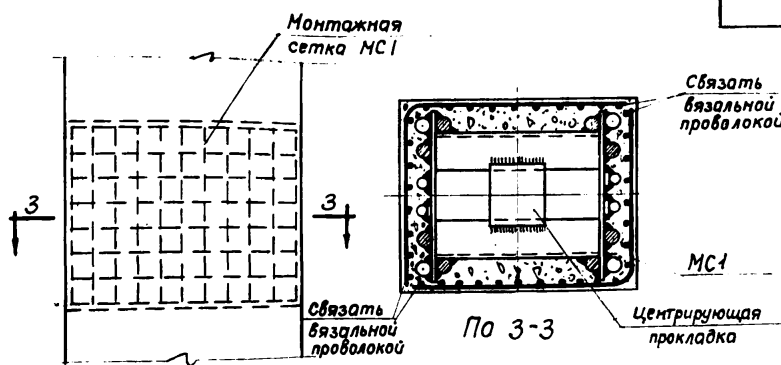 Монтажная
сетка МС1
Связать
вязальной
проволокой
3
3
МС1
Связать
вязальной
проволокой
По 3-3
Центрирующая
прокладка